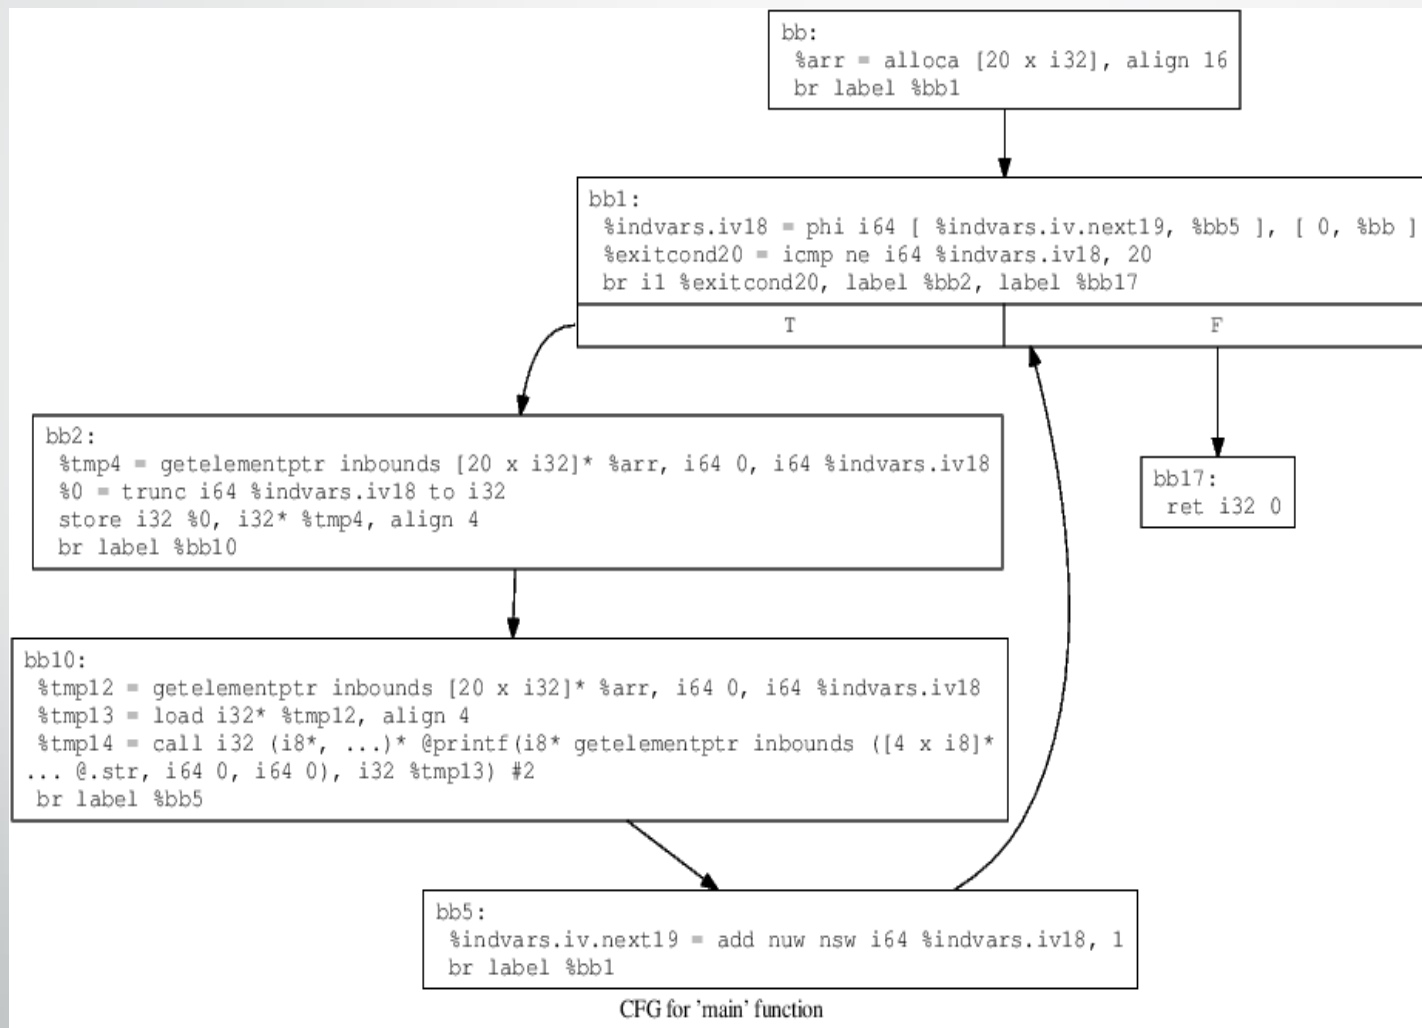 bb:
%arr = alloca [20 x i32], align 16
br label %bb1
bb1:
%indvars.iv18 = phi i64 [ %indvars.iv.next19, %bb5 ], [ 0, %bb ]
%exitcond20 = icmp ne i64 %indvars.iv18, 20
br i1 %exitcond20, label %bb2, label %bb17
T
F
bb2:
%tmp4 = getelementptr inbounds [20 x i32]* %arr, i64 0, i64 %indvars.iv18
%0 = trunc i64 %indvars.iv18 to i32
store i32 %0, i32* %tmp4, align 4
br label %bb10
bb17:
ret i32 0
bb10:
%tmp12 = getelementptr inbounds [20 x i32]* %arr, i64 0, i64 %indvars.iv18
%tmp13 = load i32* %tmp12, align 4
%tmp14 = call i32 (i8*, ...)* @printf(i8* getelementptr inbounds ([4 x i8]*
... @.str, i64 0, i64 0), i32 %tmp13) #2
br label %bb5
bb5:
%indvars.iv.next19 = add nuw nsw i64 %indvars.iv18, 1
br label %bb1
CFG for 'main' function